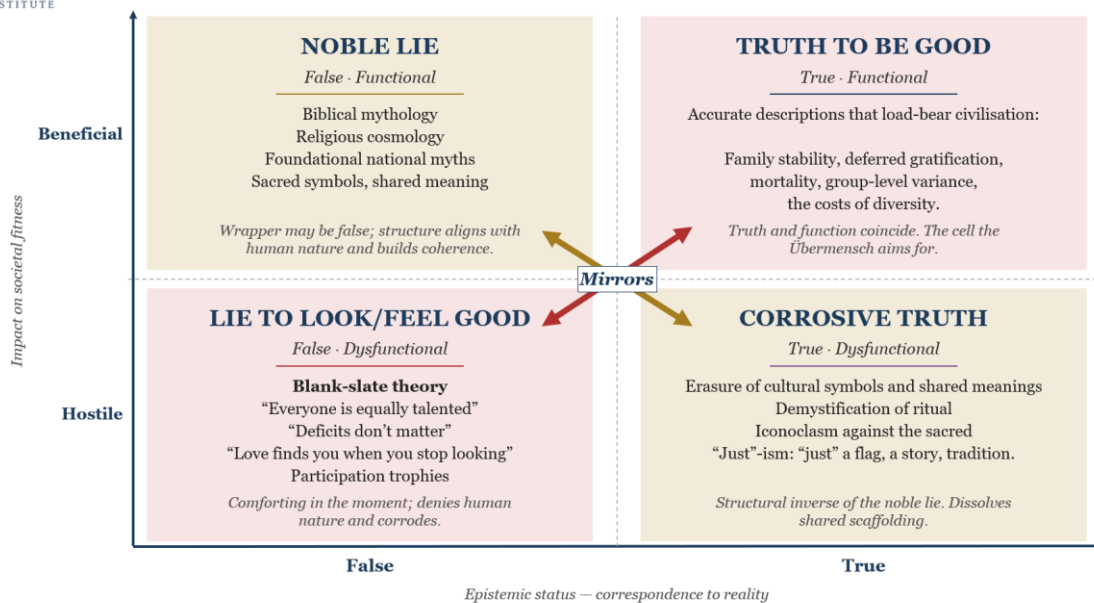 STITUTE
NOBLE LIE
False · Functional
Biblical mythology
Religious cosmology
Foundational national myths
Sacred symbols, shared meaning
Wrapper may be false; structure aligns with
human nature and builds coherence.
TRUTH TO BE GOOD
True · Functional
Accurate descriptions that load-bear civilisation:
Family stability, deferred gratification,
mortality, group-level variance,
the costs of diversity.
Truth and function coincide. The cell the
Übermensch aims for.
Beneficial
Impact on societal fitness
Mirrors
LIE TO LOOK/FEEL GOOD
False · Dysfunctional
Blank-slate theory
“Everyone is equally talented”
“Deficits don’t matter”
“Love finds you when you stop looking”
Participation trophies
Comforting in the moment; denies human
nature and corrodes.
CORROSIVE TRUTH
True · Dysfunctional
Erasure of cultural symbols and shared meanings
Demystification of ritual
Iconoclasm against the sacred
“Just”-ism: “just” a flag, a story, tradition.
Structural inverse of the noble lie. Dissolves
shared scaffolding.
Hostile
False
True
Epistemic status — correspondence to reality